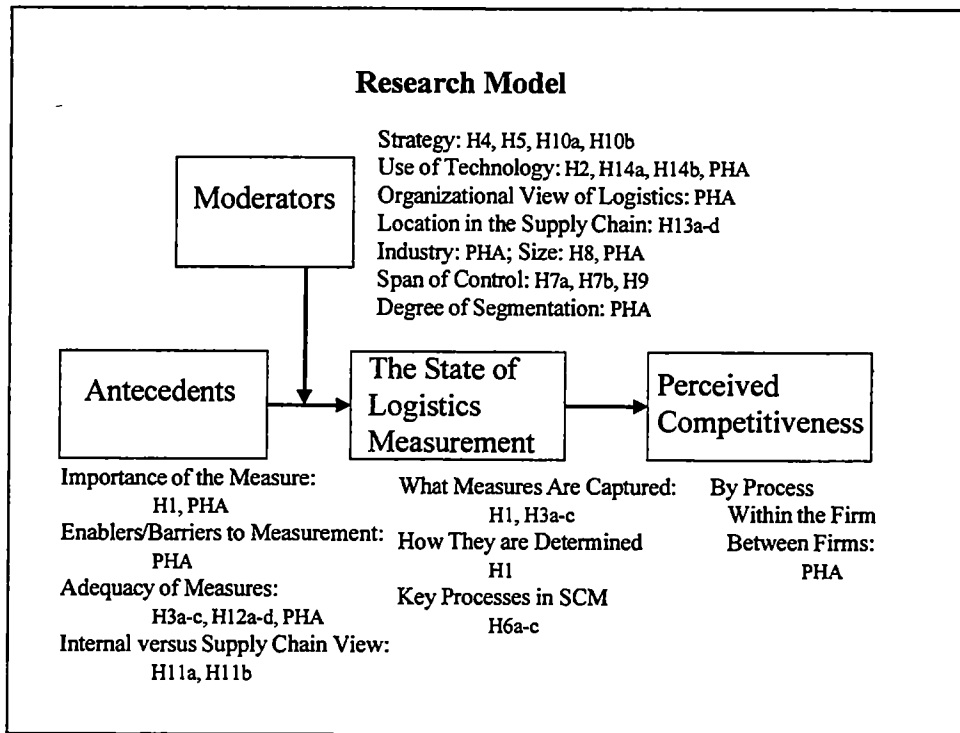 Research Model
Strategy: H4, H5, H10a, H10b
Use of Technology: H2, H14a, H14b, PHA
Organizational View of Logistics: PHA
Location in the Supply Chain: H13a-d
Industry: PHA; Size: H8, PHA
Span of Control: H7a, H7b, H9
Degree of Segmentation: PHA
Moderators
Antecedents
The State of
Logistics
Measurement
Perceived
Competitiveness
Importance of the Measure:
H1, PHA
Enablers/Barriers to Measurement:
PHA
Adequacy of Measures:
H3a-c, H12a-d, PHA
Internal versus Supply Chain View:
H11a, H11b
What Measures Are Captured:
H1, H3a-c
How They are Determined
H1
Key Processes in SCM
H6a-c
By Process
Within the Firm
Between Firms:
PHA